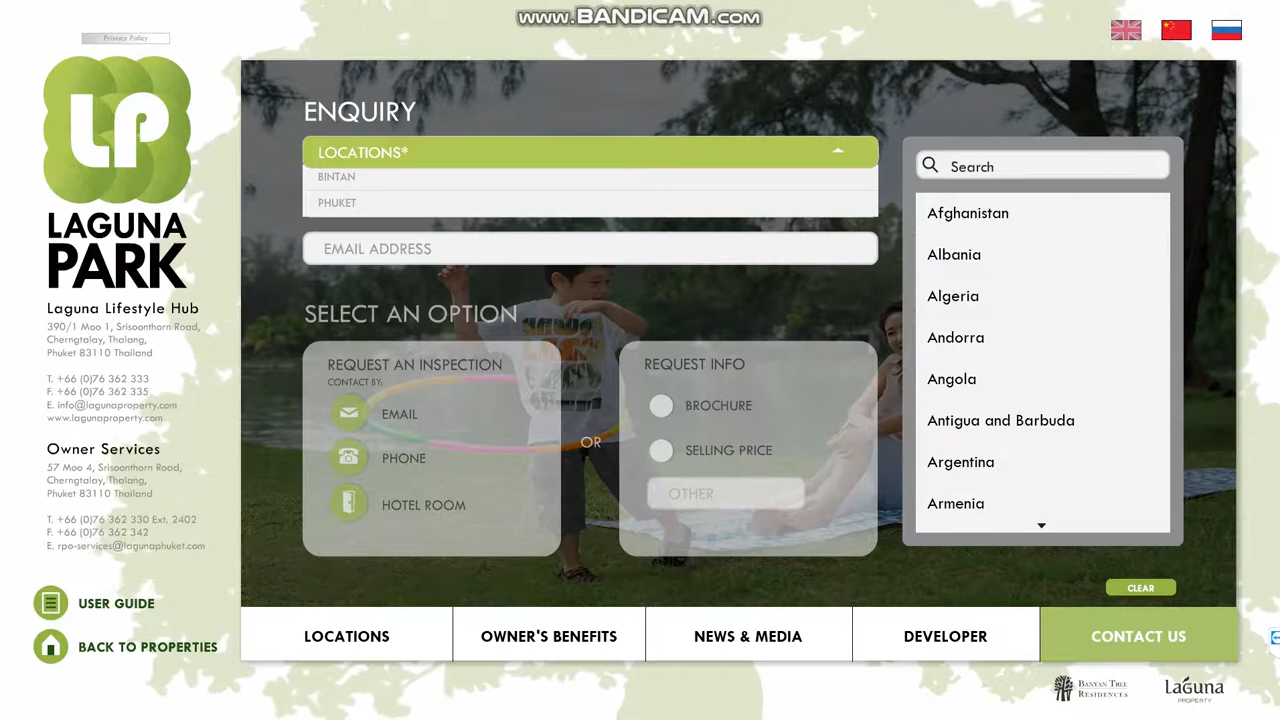 www.BANDICAM.com
Privacy Policy
LP
LAGUNA
PARK
Laguna Lifestyle Hub
390/1 Moo 1, Srisoonthorn Road,
Cherngtalay, Thalang,
Phuket 83110 Thailand
T. +66 (0)76 362 333
F. +66 (0)76 362 335
E. info@lagunaproperty.com
www.lagunaproperty.com
Owner Services
57 Moo 4, Srisoonthorn Road,
Cherngtalay, Thalang,
Phuket 83110 Thailand
T. +66 (0)76 362 330 Ext. 2402
F. +66 (0)76 362 342
E. rpo-services@lagunaphuket.com
USER GUIDE
BACK TO PROPERTIES
ENQUIRY
LOCATIONS*
BINTAN
PHUKET
EMAIL ADDRESS
SELECT AN OPTION
REQUEST AN INSPECTION
CONTACT BY:
EMAIL
PHONE
HOTEL ROOM
OR
REQUEST INFO
BROCHURE
SELLING PRICE
OTHER
Search
Afghanistan
Albania
Algeria
Andorra
Angola
Antigua and Barbuda
Argentina
Armenia
CLEAR
LOCATIONS
OWNER'S BENEFITS
NEWS & MEDIA
DEVELOPER
CONTACT US
BANYAN TREE
RESIDENCES
Laguna
PROPERTY